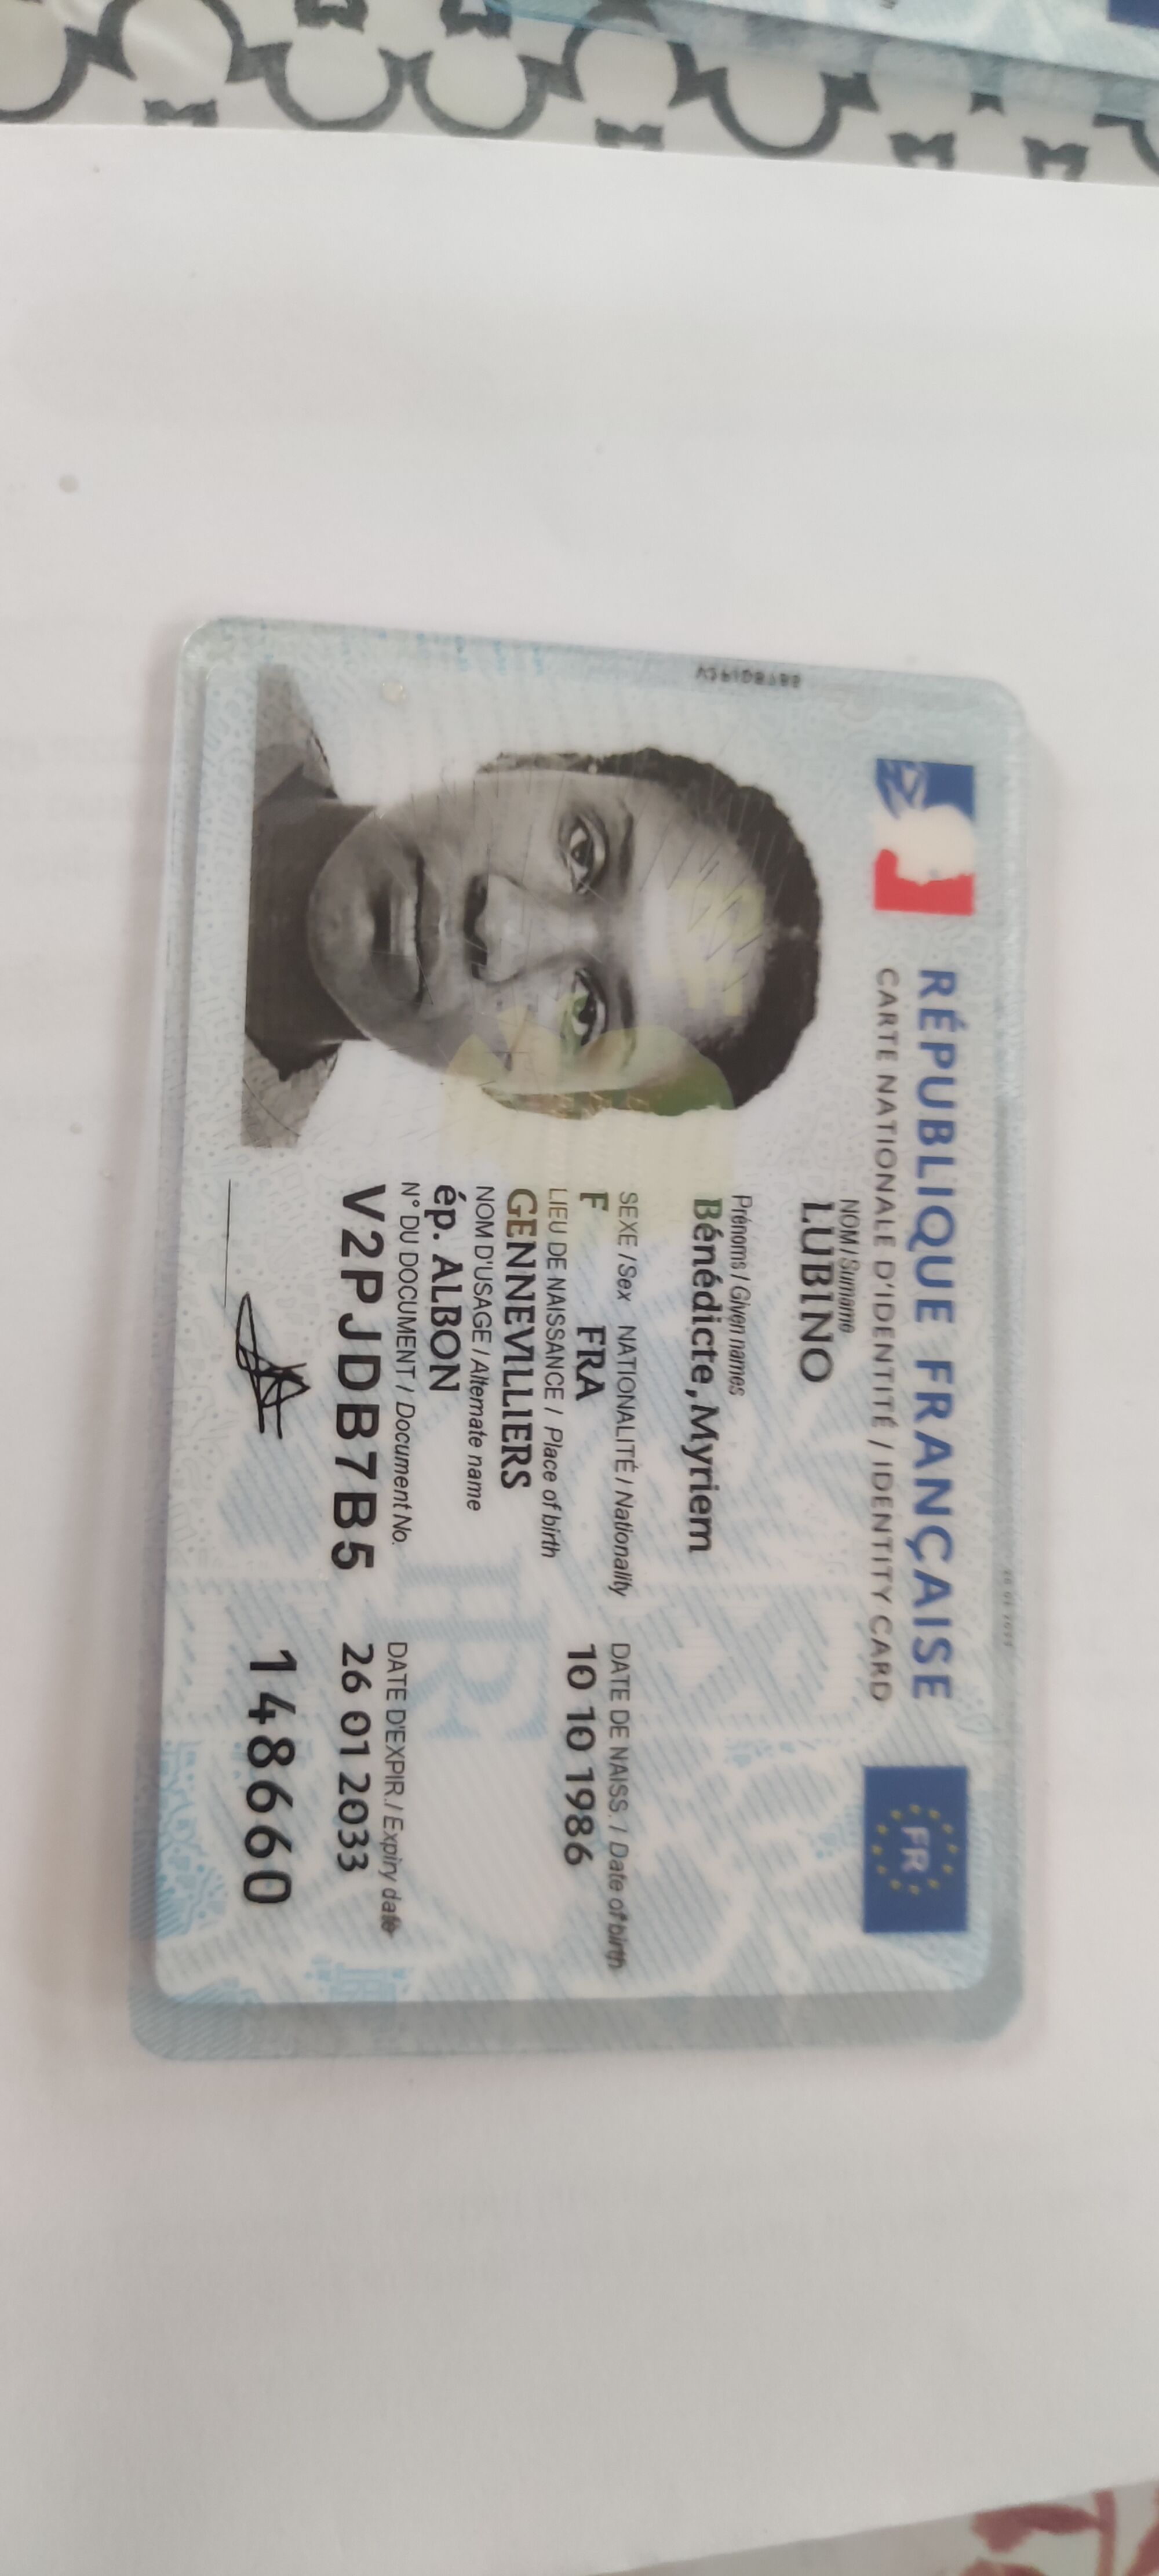 RÉPUBLIQUE FRANÇAISE
CARTE NATIONALE D'IDENTITÉ / IDENTITY CARD
FR
NOM / Surname
LUBINO
Prénoms / Given names
Bénédicte, Myriem
SEXE / Sex NATIONALITÉ / Nationality DATE DE NAISS. / Date of birth
F FRA 10 10 1986
LIEU DE NAISSANCE / Place of birth
GENNEVILLIERS
NOM D'USAGE / Alternate name
ép. ALBON
N° DU DOCUMENT / Document No. DATE D'EXPIR. / Expiry date
V2PJDB7B5 26 01 2033
148660